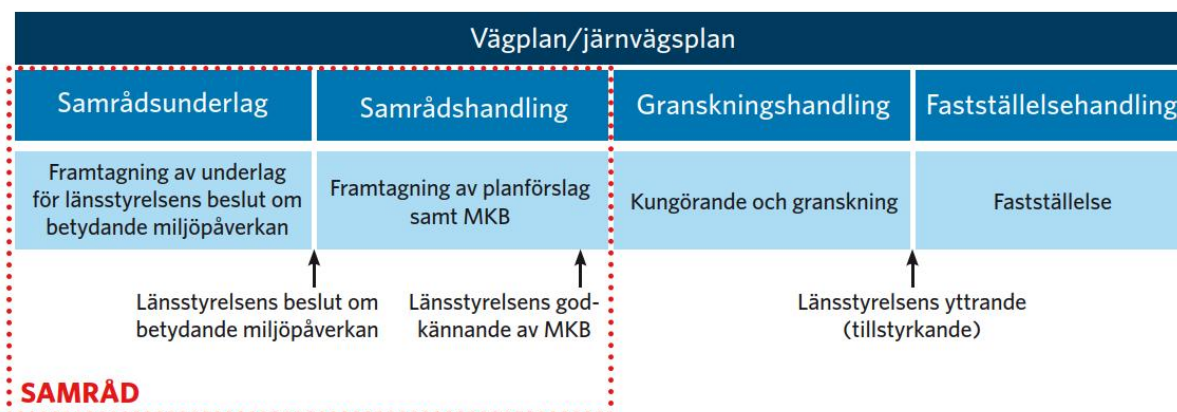 Vägplan/järnvägsplan
Samrådsunderlag
Samrådshandling
Granskningshandling
Fastställelsehandling
Framtagning av underlag
för länsstyrelsens beslut om
betydande miljöpåverkan
Framtagning av planförslag
samt MKB
Kungörande och granskning
Fastställelse
Länsstyrelsens beslut om
betydande miljöpåverkan
Länsstyrelsens god-
kännande av MKB
Länsstyrelsens yttrande
(tillstyrkande)
SAMRÅD